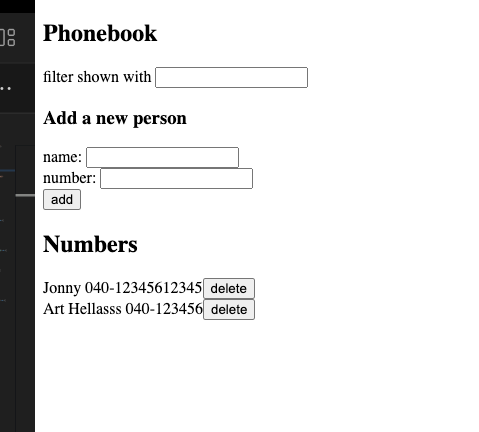 Phonebook
filter shown with
Add a new person
name:
number:
add
Numbers
Jonny 040-12345612345 delete
Art Hellasss 040-123456 delete